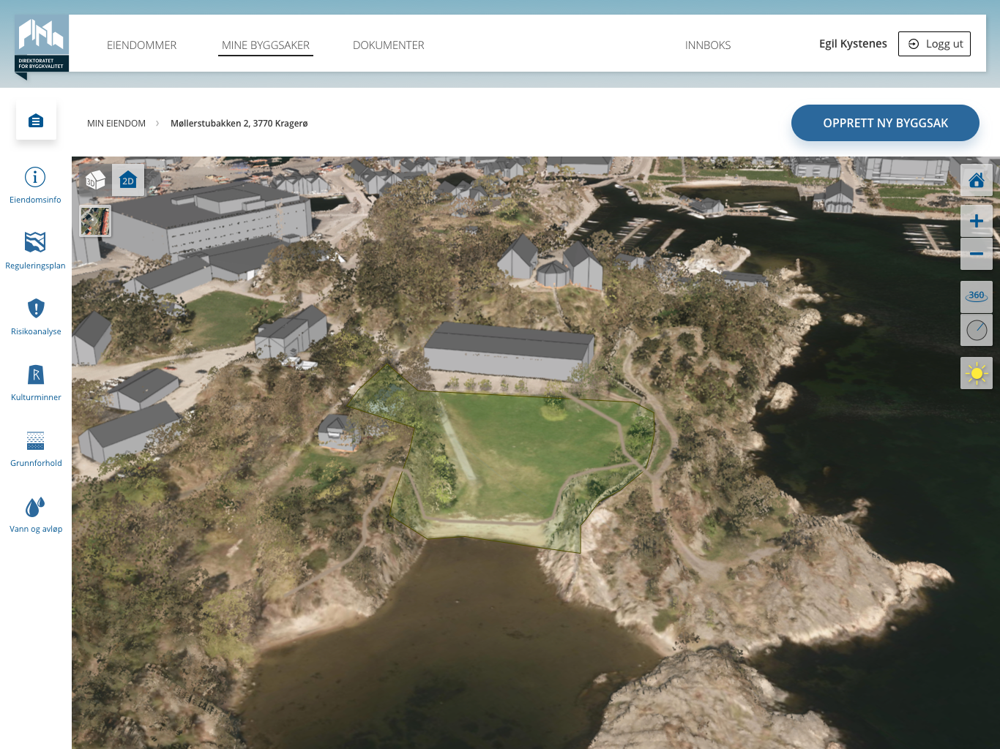 DIREKTORATET
FOR BYGGKVALITET
EIENDOMMER
MINE BYGGSAKER
DOKUMENTER
INNBOKS
Egil Kystenes
Logg ut
MIN EIENDOM › Møllerstubakken 2, 3770 Kragerø
OPPRETT NY BYGGSAK
Eiendomsinfo
Reguleringsplan
Risikoanalyse
Kulturminner
Grunnforhold
Vann og avløp
3D
2D
360